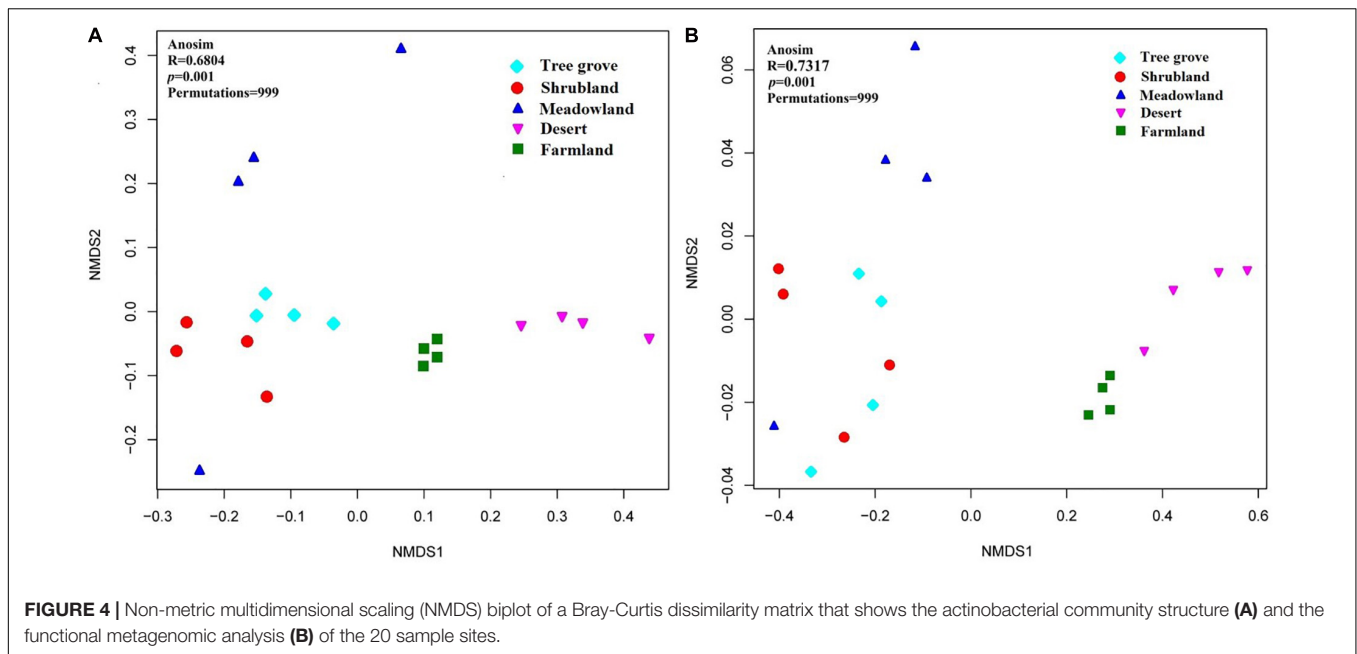 A
Anosim
R=0.6804
p=0.001
Permutations=999
Tree grove
Shrubland
Meadowland
Desert
Farmland
NMDS2
0.4
0.3
0.2
0.1
0.0
−0.1
−0.2
−0.3
−0.2
−0.1
0.0
0.1
0.2
0.3
0.4
NMDS1
B
Anosim
R=0.7317
p=0.001
Permutations=999
Tree grove
Shrubland
Meadowland
Desert
Farmland
NMDS2
0.06
0.04
0.02
0.00
−0.02
−0.04
−0.4
−0.2
0.0
0.2
0.4
0.6
NMDS1
FIGURE 4 | Non-metric multidimensional scaling (NMDS) biplot of a Bray-Curtis dissimilarity matrix that shows the actinobacterial community structure (A) and the
functional metagenomic analysis (B) of the 20 sample sites.